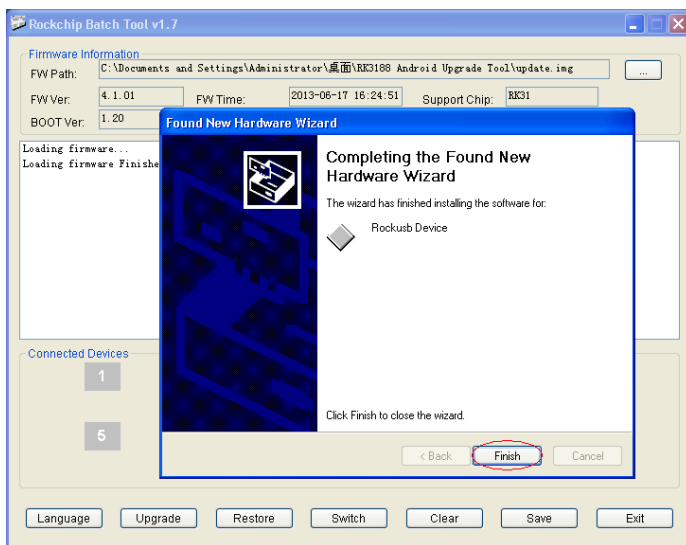 Rockchip Batch Tool v1.7
Firmware Information
FW Path: C:\Documents and Settings\Administrator\桌面\RK3188 Android Upgrade Tool\update.img ...
FW Ver: 4.1.01 FW Time: 2013-06-17 16:24:51 Support Chip: RK31
BOOT Ver: 1.20
Loading firmware...
Loading firmware Finishe
Found New Hardware Wizard
Completing the Found New
Hardware Wizard
The wizard has finished installing the software for:
Rockusb Device
Click Finish to close the wizard.
< Back Finish Cancel
Connected Devices
1
5
Language Upgrade Restore Switch Clear Save Exit